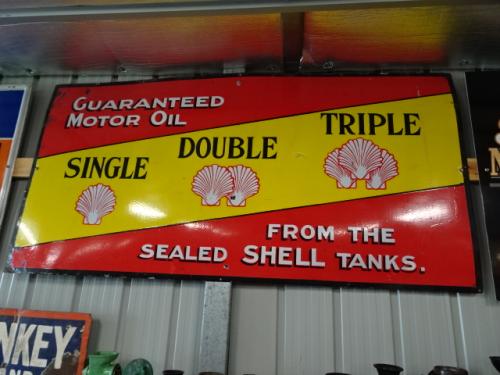 GUARANTEED
MOTOR OIL
SINGLE DOUBLE TRIPLE
FROM THE
SEALED SHELL TANKS.
NKEY